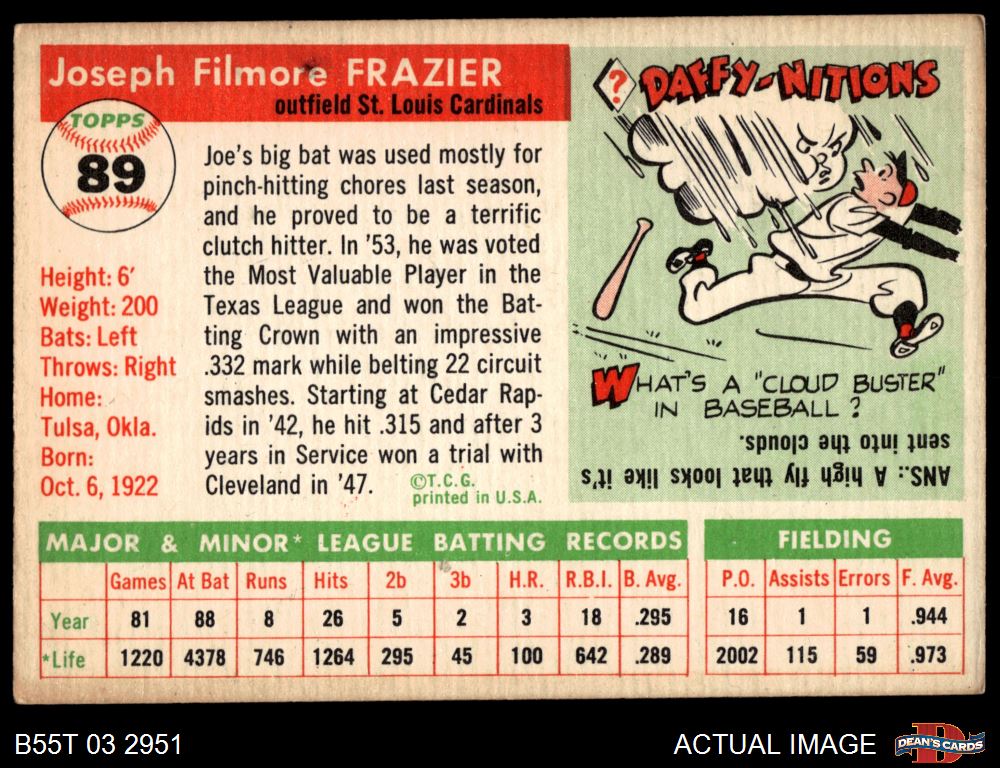 Joseph Filmore FRAZIER
outfield St. Louis Cardinals
TOPPS
89
Height: 6'
Weight: 200
Bats: Left
Throws: Right
Home:
Tulsa, Okla.
Born:
Oct. 6, 1922
Joe's big bat was used mostly for
pinch-hitting chores last season,
and he proved to be a terrific
clutch hitter. In '53, he was voted
the Most Valuable Player in the
Texas League and won the Bat-
ting Crown with an impressive
.332 mark while belting 22 circuit
smashes. Starting at Cedar Rap-
ids in '42, he hit .315 and after 3
years in Service won a trial with
Cleveland in '47.
©T.C.G.
printed in U.S.A.
?
DAFFY-NITIONS
WHAT'S A "CLOUD BUSTER"
IN BASEBALL?
ANS.: A high fly that looks like it's
sent into the clouds.
MAJOR & MINOR* LEAGUE BATTING RECORDS
Games At Bat Runs Hits 2b 3b H.R. R.B.I. B. Avg.
Year 81 88 8 26 5 2 3 18 .295
*Life 1220 4378 746 1264 295 45 100 642 .289
FIELDING
P.O. Assists Errors F. Avg.
16 1 1 .944
2002 115 59 .973
B55T 03 2951
ACTUAL IMAGE
D
DEAN'S CARDS